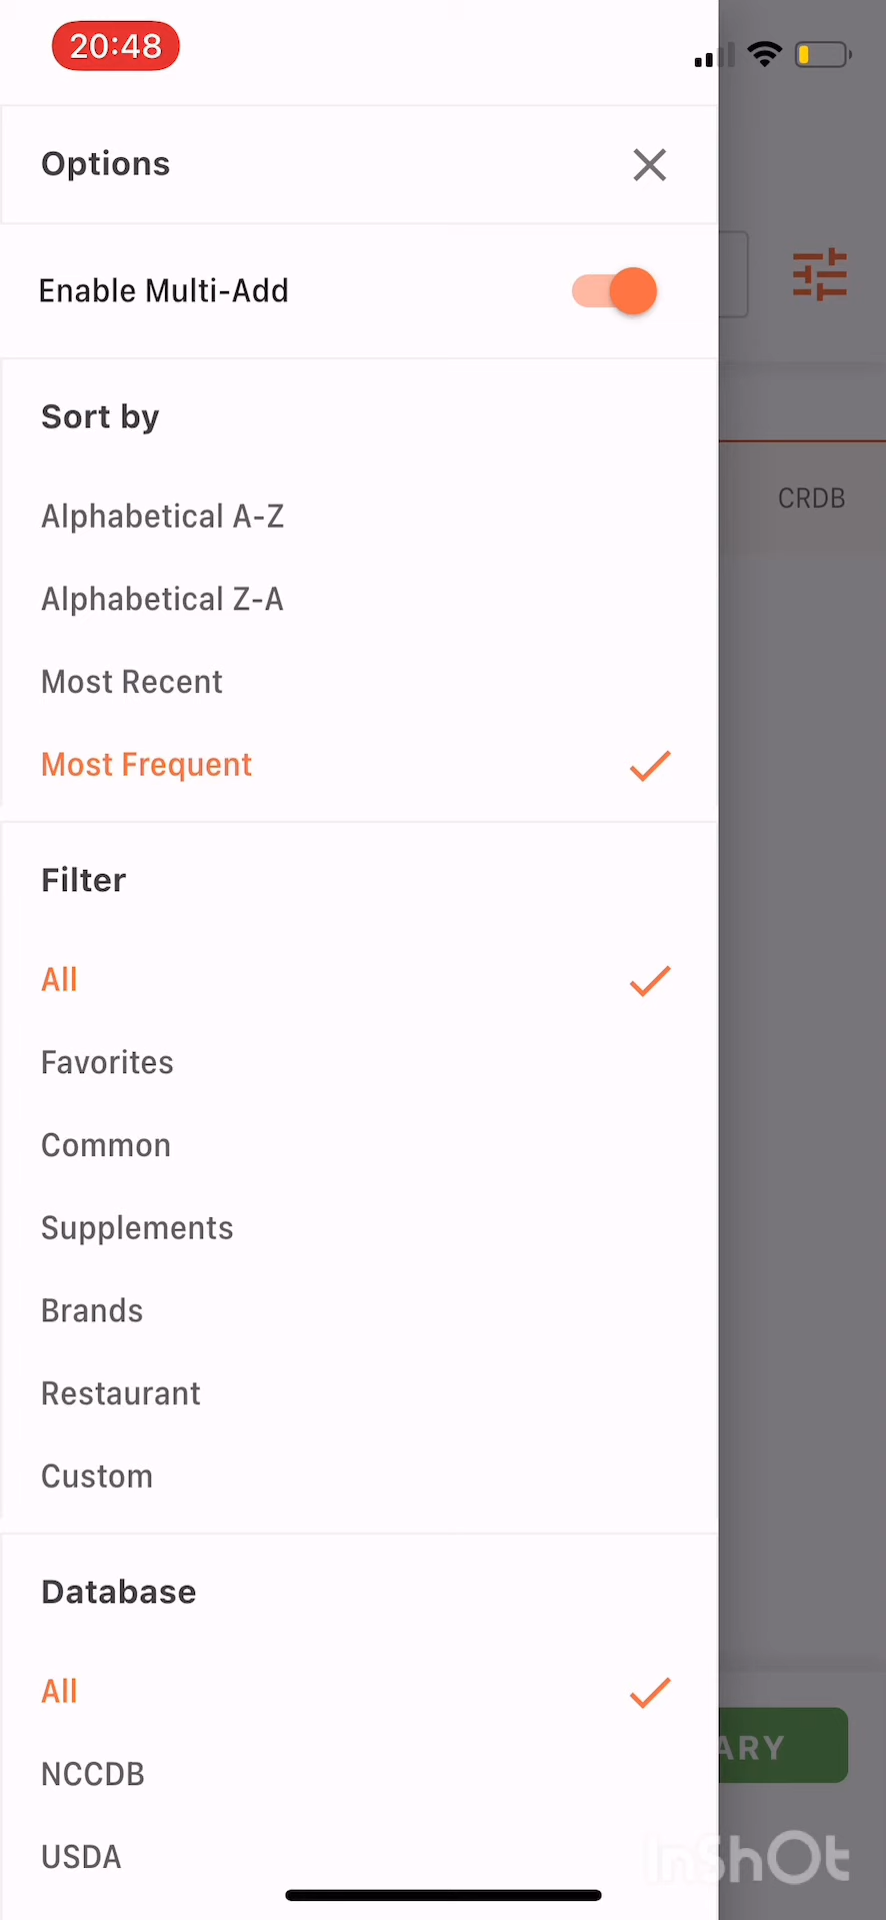 20:48
Options
Enable Multi-Add
Sort by
CRDB
Alphabetical A-Z
Alphabetical Z-A
Most Recent
Most Frequent
Filter
All
Favorites
Common
Supplements
Brands
Restaurant
Custom
Database
All
ARY
NCCDB
USDA
InShOt